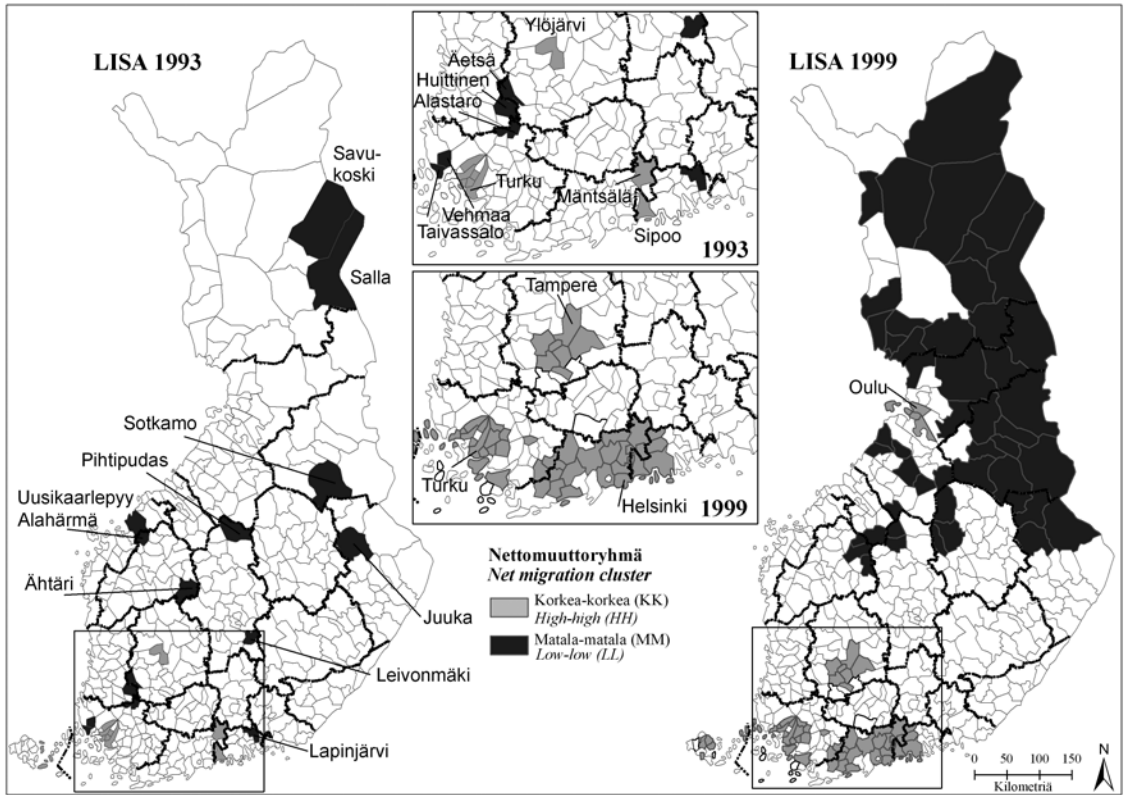 LISA 1993
Savu-
koski
Salla
Sotkamo
Pihtipudas
Uusikaarlepyy
Alahärmä
Ähtäri
Juuka
Leivonmäki
Lapinjärvi
Ylöjärvi
Äetsä
Huittinen
Alastaro
Turku
Mäntsälä
Vehmaa
Taivassalo
Sipoo
1993
Tampere
Turku
Helsinki
1999
Nettomuuttoryhmä
Net migration cluster
Korkea-korkea (KK)
High-high (HH)
Matala-matala (MM)
Low-low (LL)
LISA 1999
Oulu
N
0 50 100 150
Kilometriä